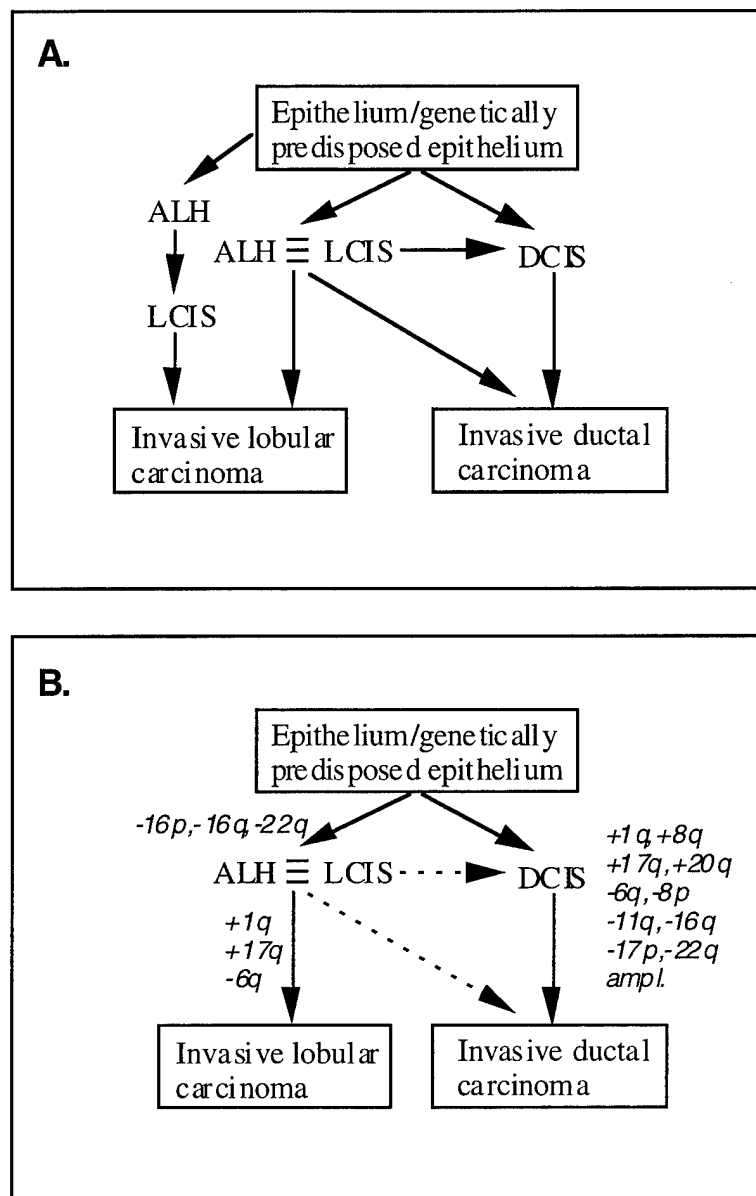 A.
Epithelium/genetically
predisposed epithelium
ALH
ALH ≡ LCIS
DCIS
LCIS
Invasive lobular
carcinoma
Invasive ductal
carcinoma
B.
Epithelium/genetically
predisposed epithelium
-16p,-16q,-22q
ALH ≡ LCIS
DCIS
+1q,+8q
+17q,+20q
-6q,-8p
-11q,-16q
-17p,-22q
ampl.
+1q
+17q
-6q
Invasive lobular
carcinoma
Invasive ductal
carcinoma